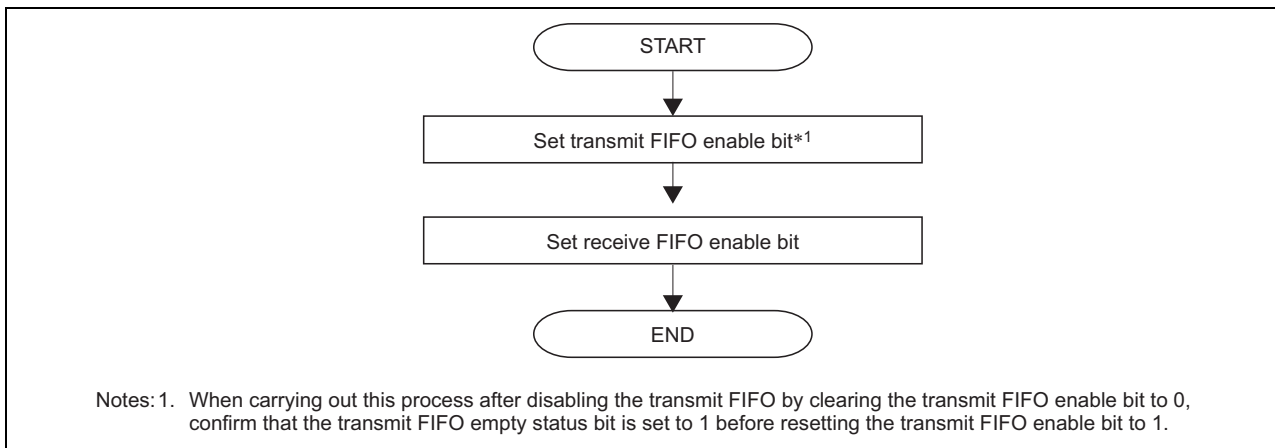 START
Set transmit FIFO enable bit*1
Set receive FIFO enable bit
END
Notes: 1. When carrying out this process after disabling the transmit FIFO by clearing the transmit FIFO enable bit to 0,
confirm that the transmit FIFO empty status bit is set to 1 before resetting the transmit FIFO enable bit to 1.